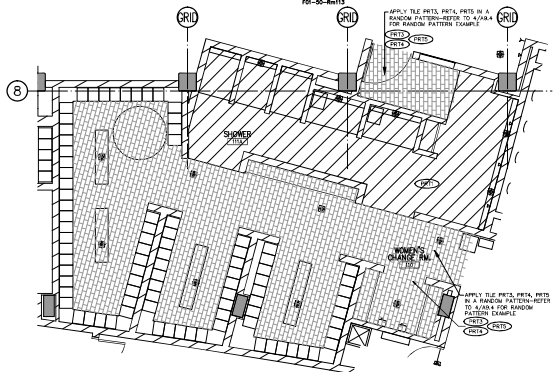 F01-50-Rm113
GRID
GRID
GRID
APPLY TILE PRT3, PRT4, PRT5 IN A
RANDOM PATTERN-REFER TO 4/A9.4
FOR RANDOM PATTERN EXAMPLE
PRT3
PRT5
PRT4
8
SHOWER
111A
PRT1
WOMEN'S
CHANGE RM.
APPLY TILE PRT3, PRT4, PRT5
IN A RANDOM PATTERN-REFER
TO 4/A9.4 FOR RANDOM
PATTERN EXAMPLE
PRT3
PRT5
PRT4